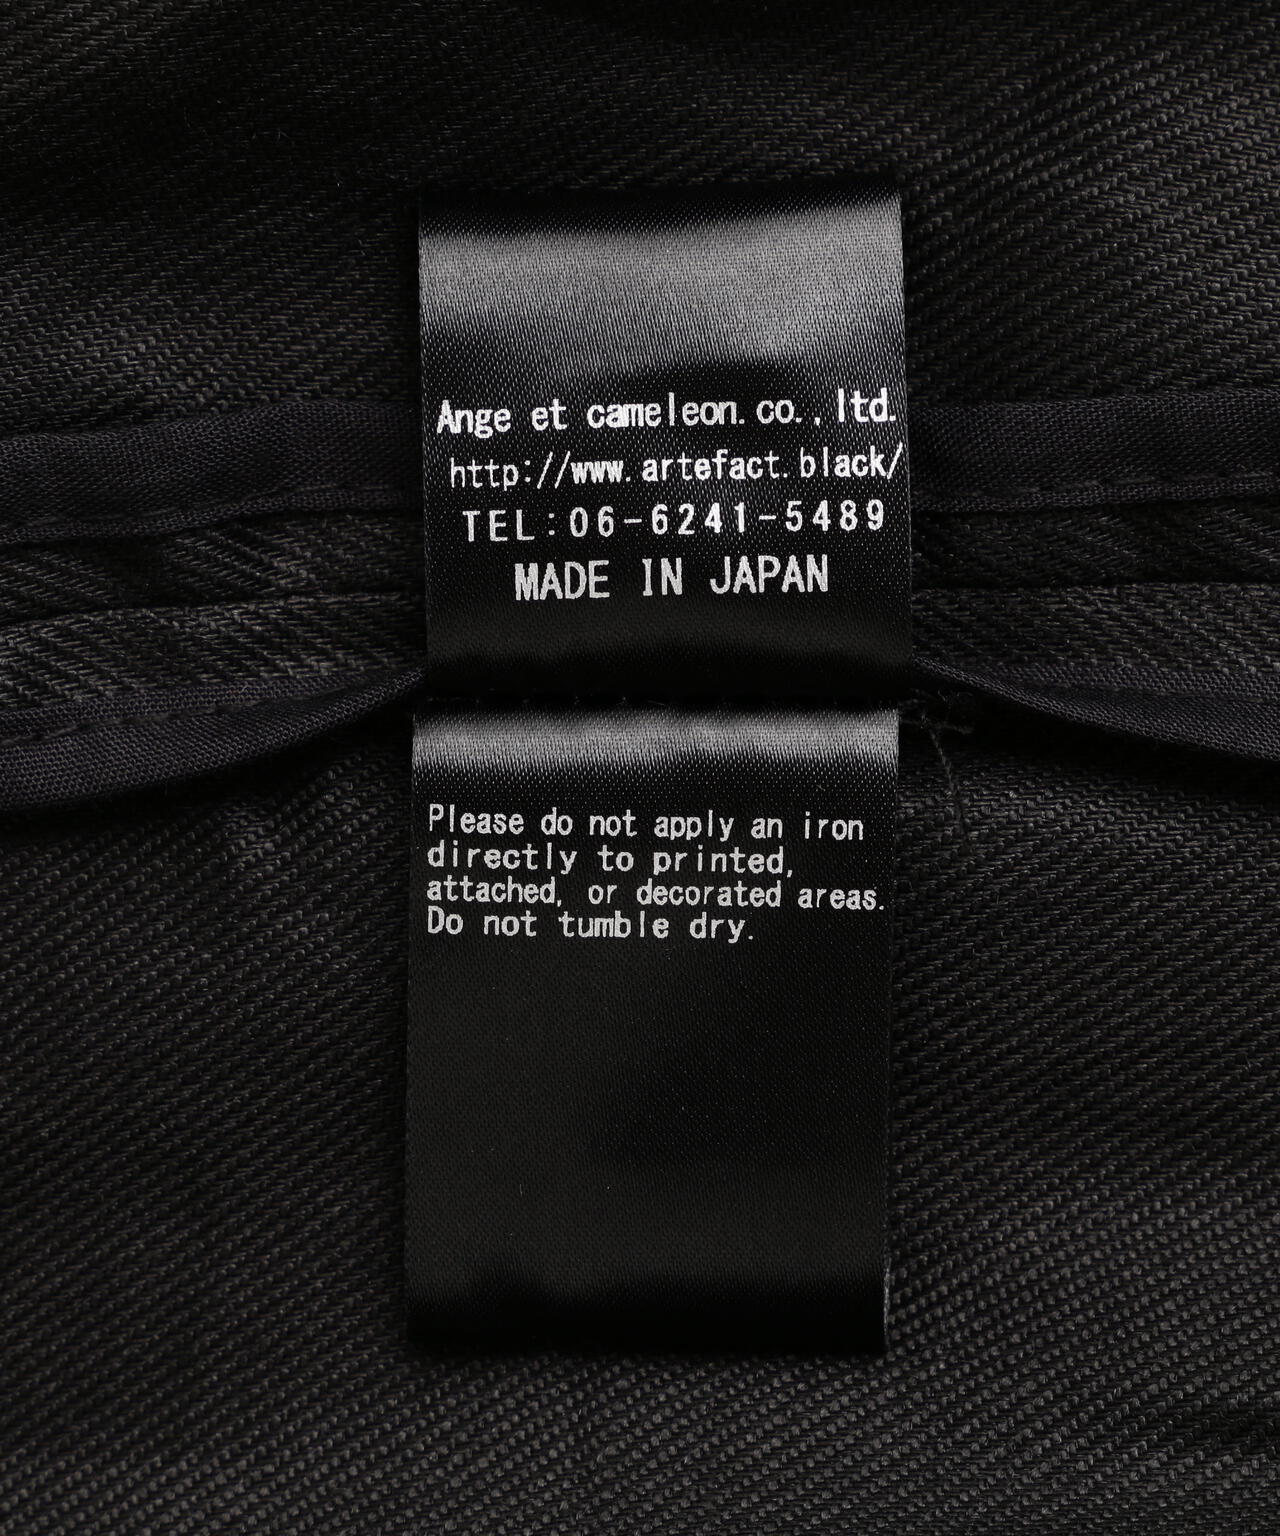 Ange et cameleon.co.,ltd.
http://www.artefact.black/
TEL:06-6241-5489
MADE IN JAPAN
Please do not apply an iron
directly to printed,
attached, or decorated areas.
Do not tumble dry.